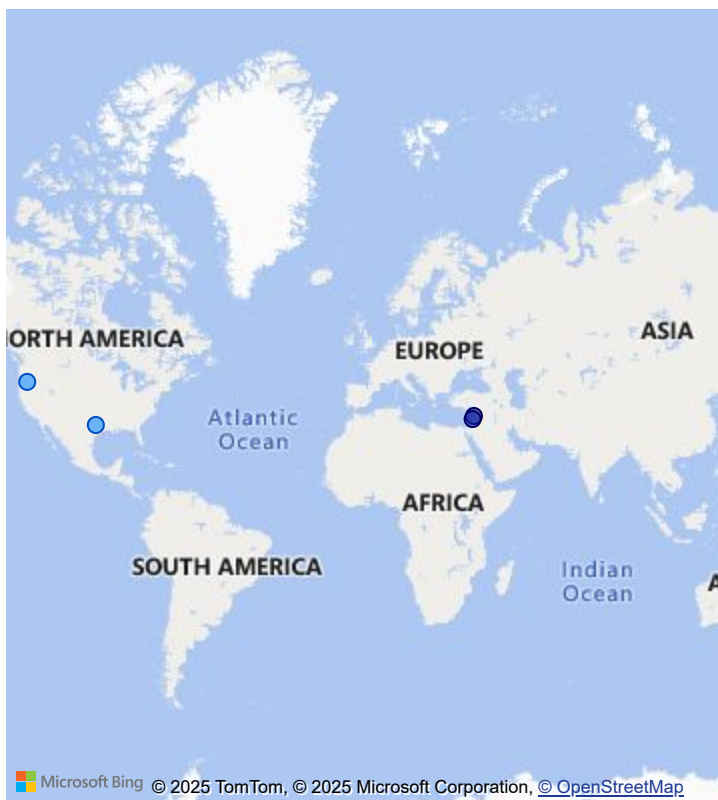 ORTH AMERICA
EUROPE
ASIA
Atlantic
Ocean
AFRICA
SOUTH AMERICA
Indian
Ocean
A
Microsoft Bing © 2025 TomTom, © 2025 Microsoft Corporation, © OpenStreetMap